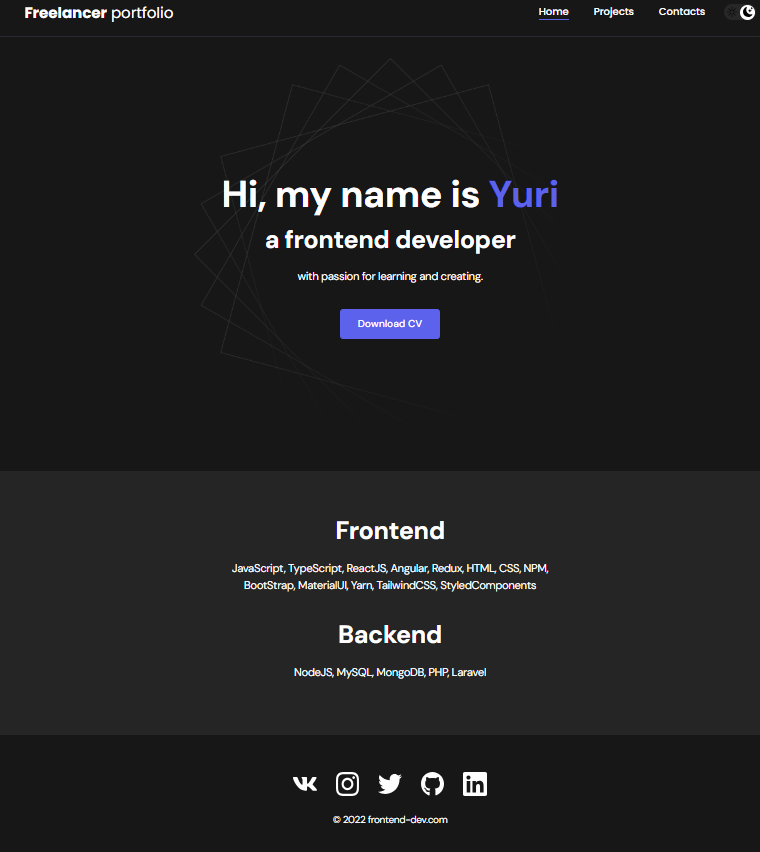 Freelancer portfolio
Home Projects Contacts
Hi, my name is Yuri
a frontend developer
with passion for learning and creating.
Download CV
Frontend
JavaScript, TypeScript, ReactJS, Angular, Redux, HTML, CSS, NPM,
BootStrap, MaterialUI, Yarn, TailwindCSS, StyledComponents
Backend
NodeJS, MySQL, MongoDB, PHP, Laravel
© 2022 frontend-dev.com